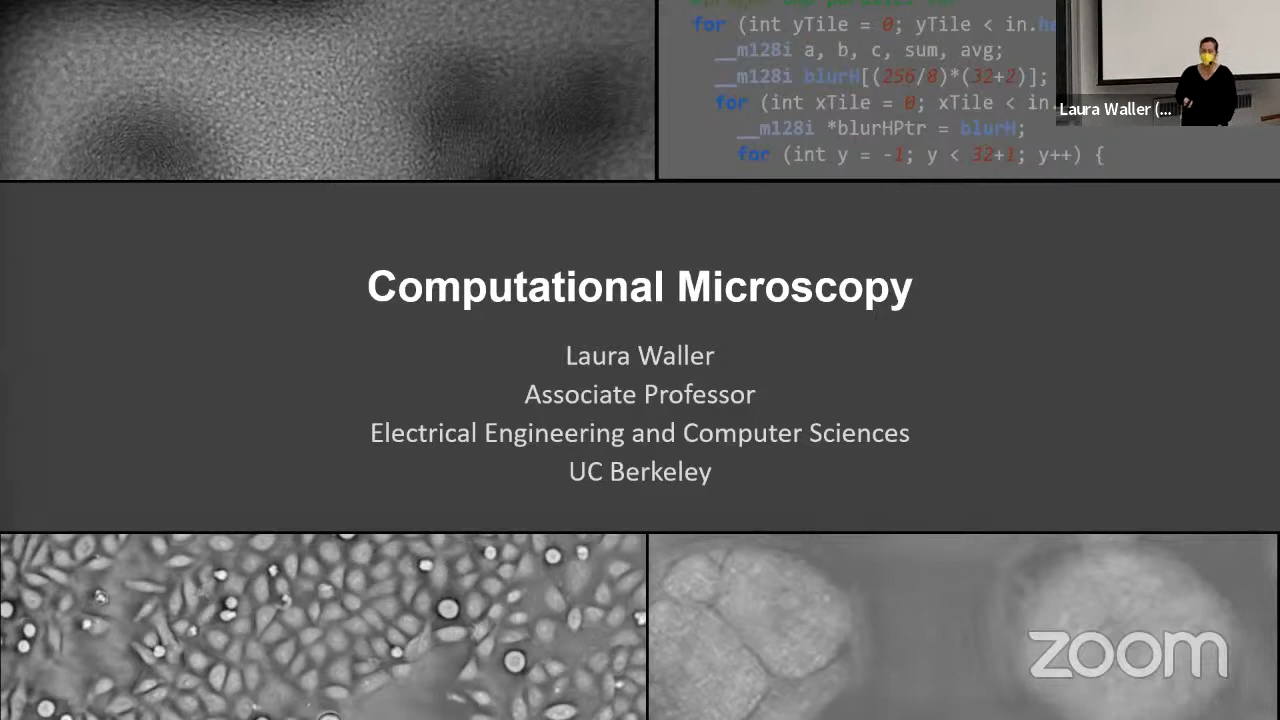 for (int yTile = 0; yTile < in.he
__m128i a, b, c, sum, avg;
__m128i blurH[(256/8)*(32+2)];
for (int xTile = 0; xTile < in.
__m128i *blurHPtr = blurH;
for (int y = -1; y < 32+1; y++) {
Laura Waller (...
Computational Microscopy
Laura Waller
Associate Professor
Electrical Engineering and Computer Sciences
UC Berkeley
zoom